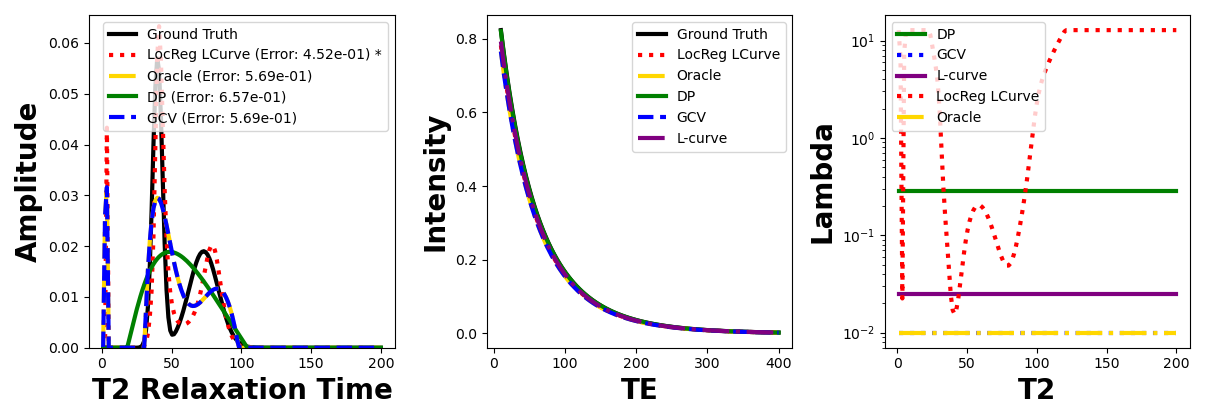 Amplitude
0.06
0.05
0.04
0.03
0.02
0.01
0.00
Ground Truth
LocReg LCurve (Error: 4.52e-01) *
Oracle (Error: 5.69e-01)
DP (Error: 6.57e-01)
GCV (Error: 5.69e-01)
0 50 100 150 200
T2 Relaxation Time
Intensity
0.8
0.6
0.4
0.2
0.0
Ground Truth
LocReg LCurve
Oracle
DP
GCV
L-curve
0 100 200 300 400
TE
Lambda
10¹
10⁰
10⁻¹
10⁻²
DP
GCV
L-curve
LocReg LCurve
Oracle
0 50 100 150 200
T2